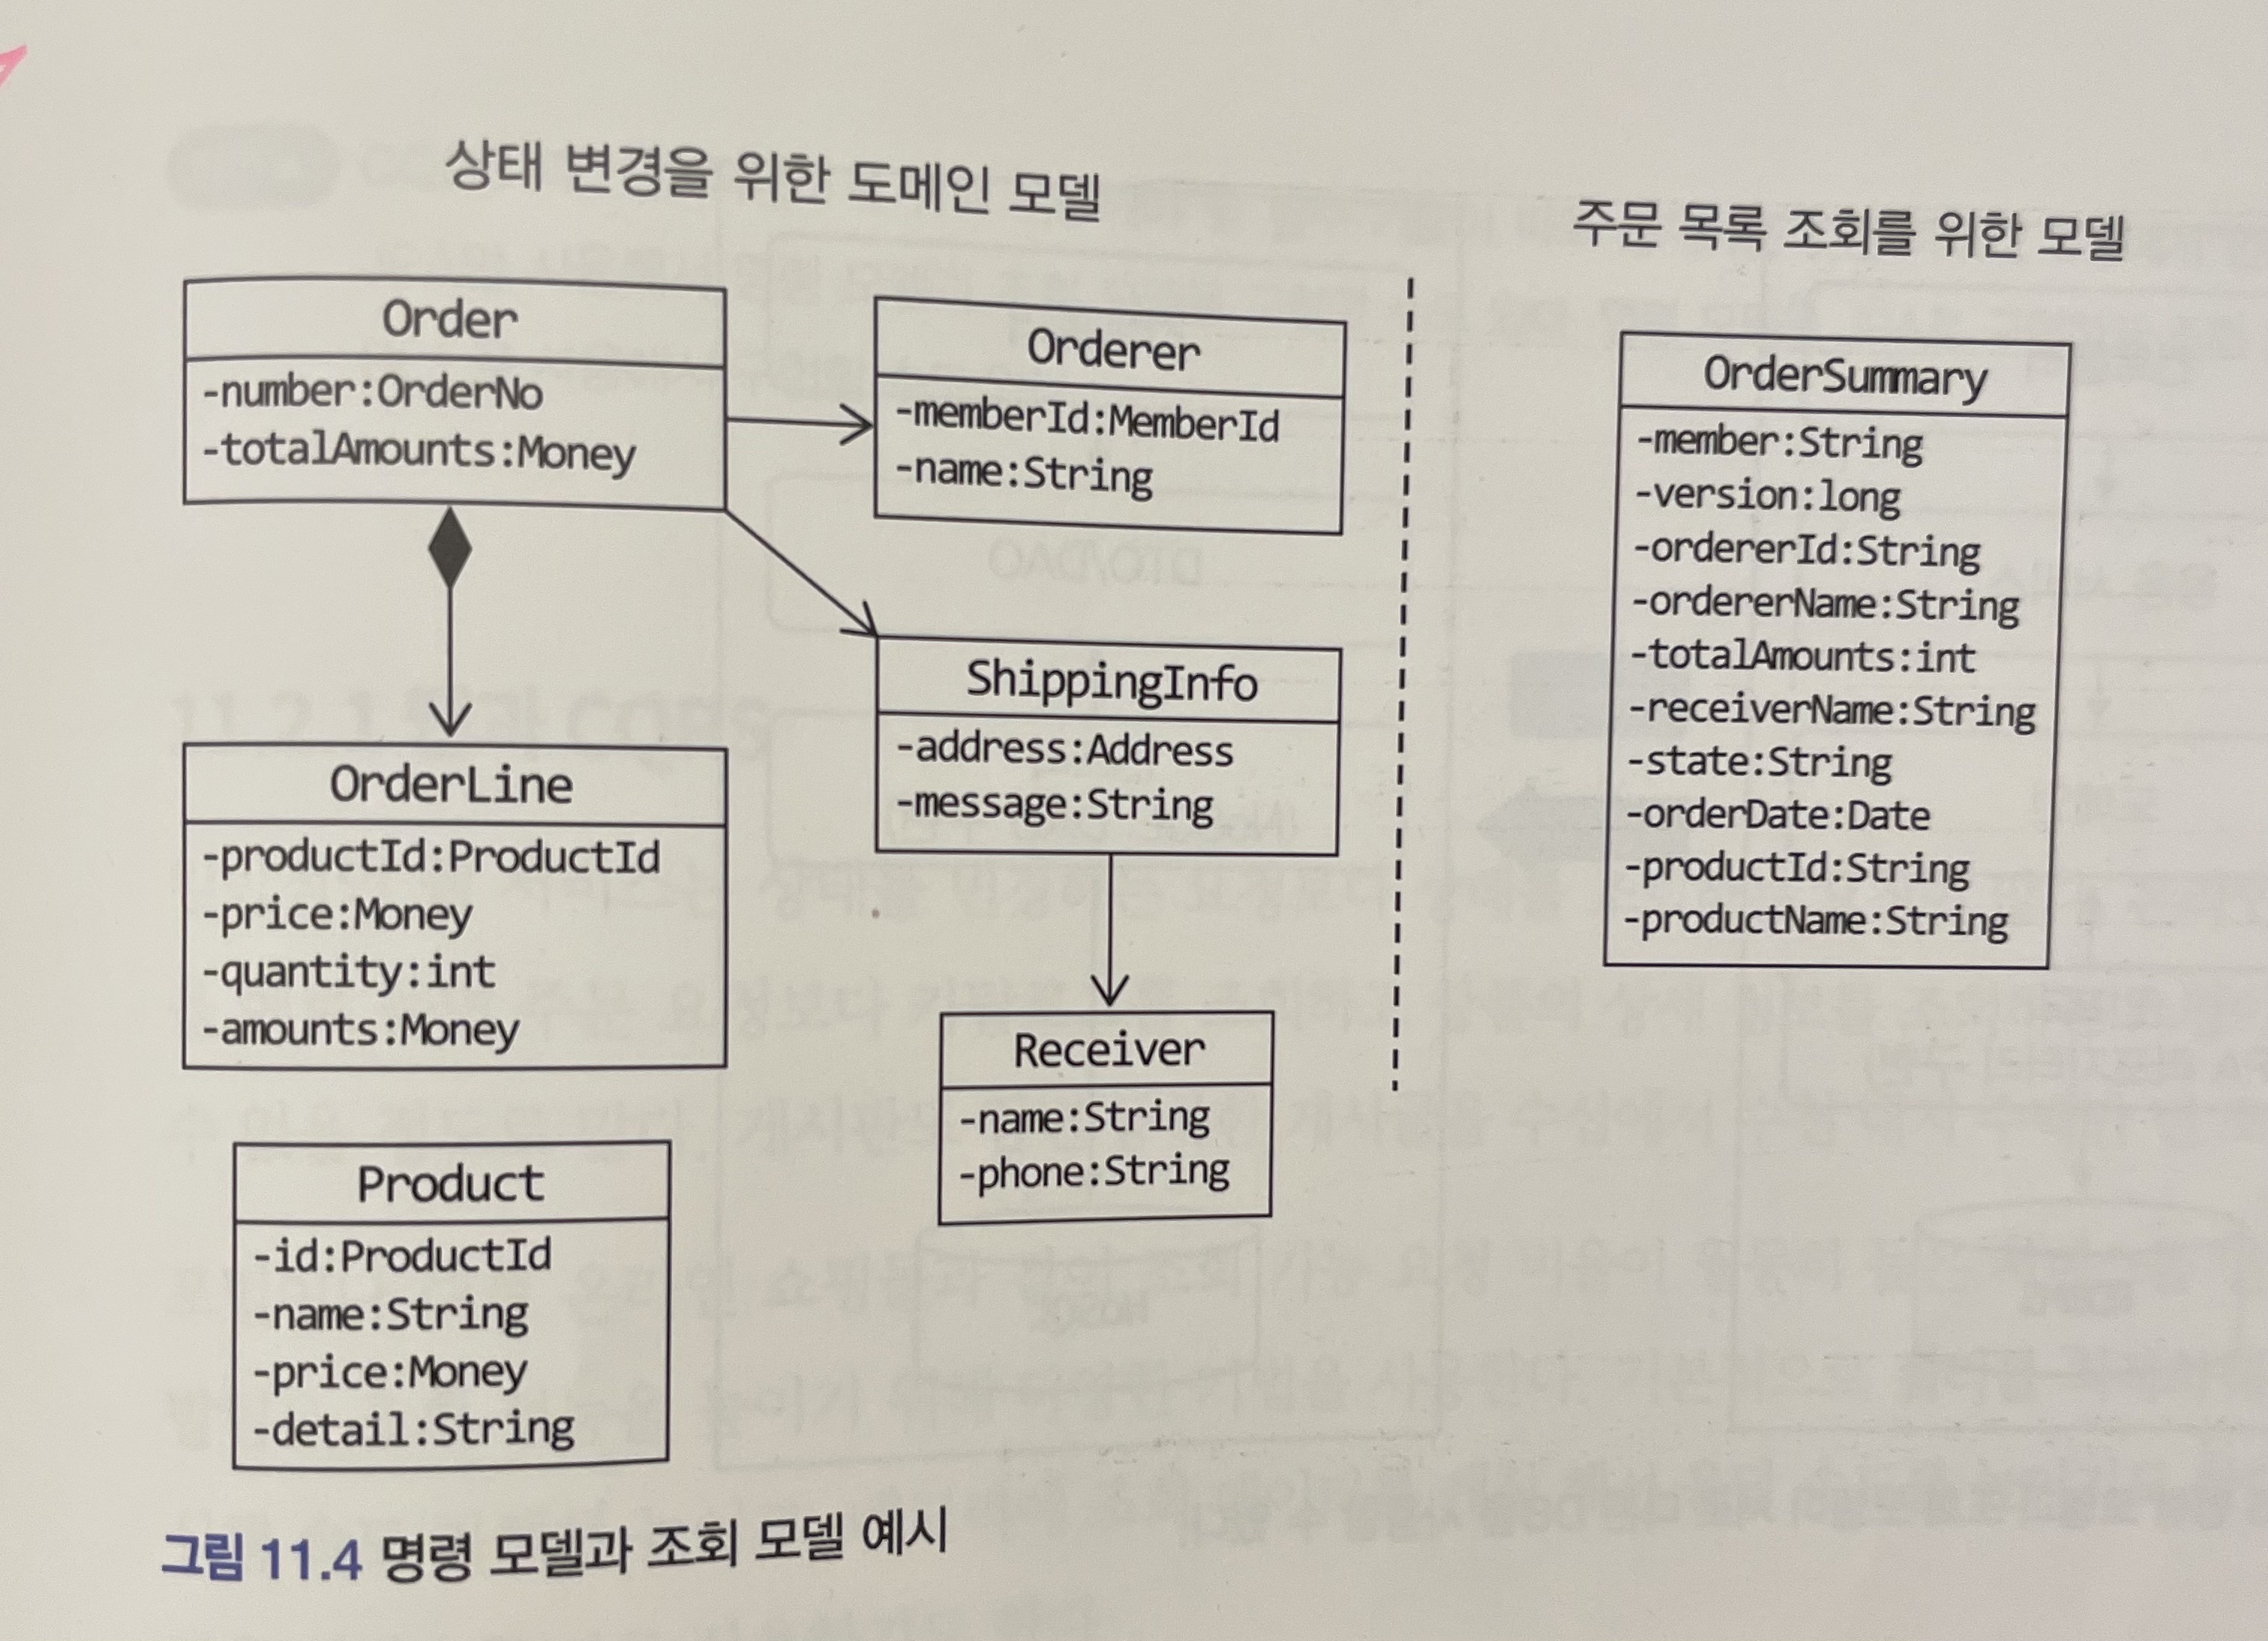 상태 변경을 위한 도메인 모델
주문 목록 조회를 위한 모델
Order
-number:OrderNo
-totalAmounts:Money
Orderer
-memberId:MemberId
-name:String
OrderLine
-productId:ProductId
-price:Money
-quantity:int
-amounts:Money
ShippingInfo
-address:Address
-message:String
Receiver
-name:String
-phone:String
Product
-id:ProductId
-name:String
-price:Money
-detail:String
OrderSummary
-member:String
-version:long
-ordererId:String
-ordererName:String
-totalAmounts:int
-receiverName:String
-state:String
-orderDate:Date
-productId:String
-productName:String
그림 11.4 명령 모델과 조회 모델 예시